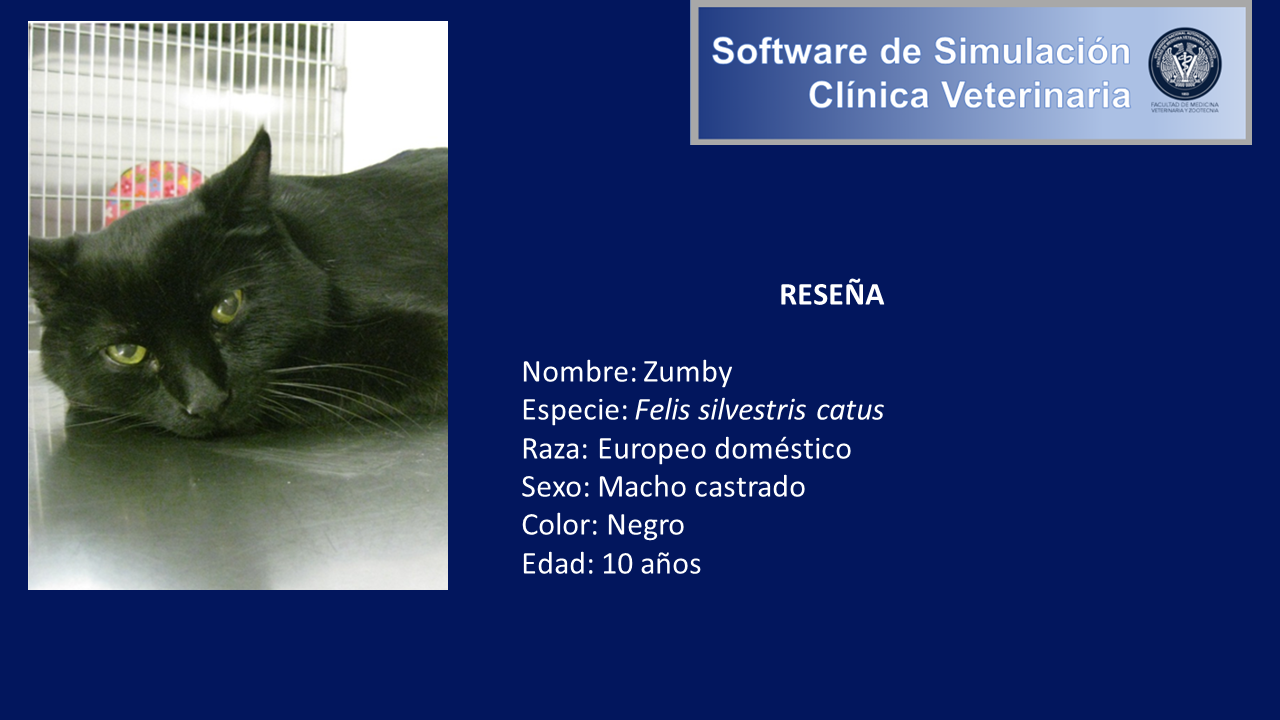 Software de Simulación
Clínica Veterinaria
FACULTAD DE MEDICINA
VETERINARIA Y ZOOTECNIA
RESEÑA
Nombre: Zumby
Especie: Felis silvestris catus
Raza: Europeo doméstico
Sexo: Macho castrado
Color: Negro
Edad: 10 años